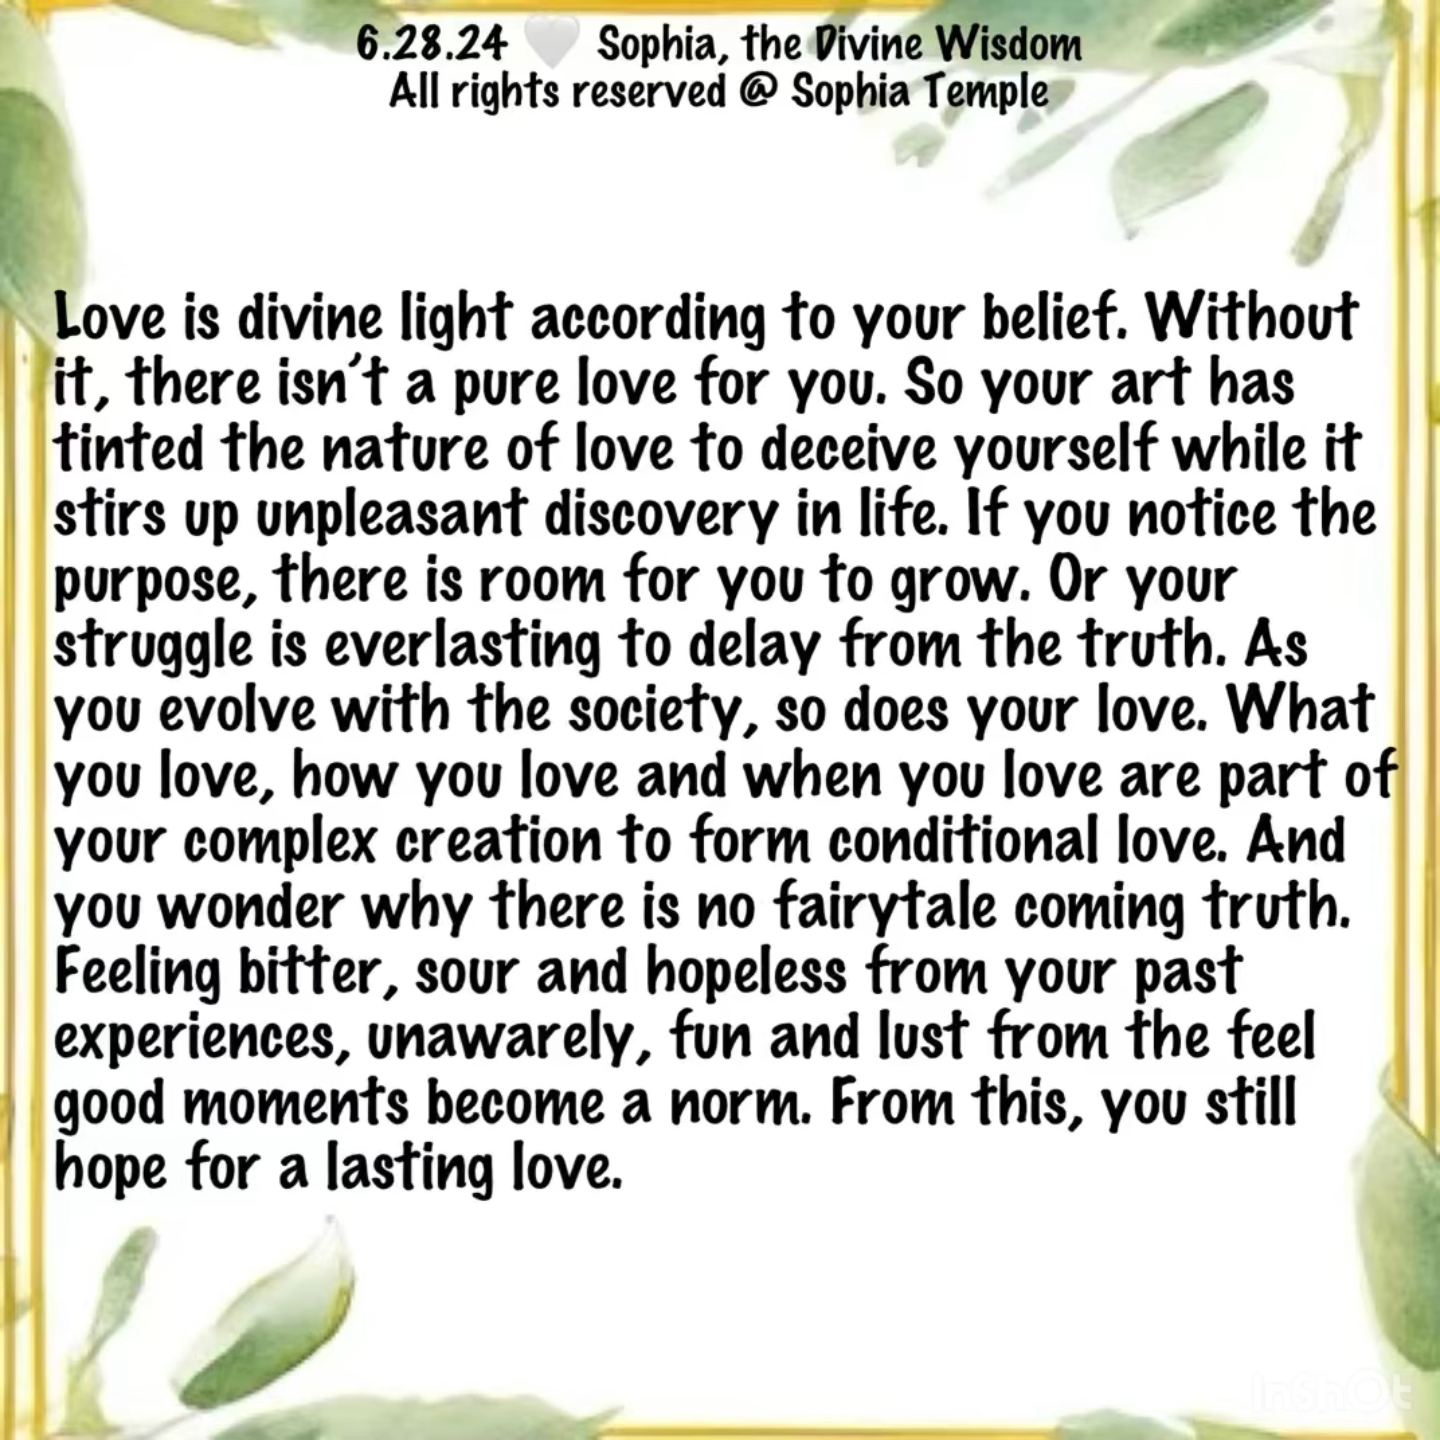 6.28.24 🤍 Sophia, the Divine Wisdom
All rights reserved @ Sophia Temple
Love is divine light according to your belief. Without
it, there isn't a pure love for you. So your art has
tinted the nature of love to deceive yourself while it
stirs up unpleasant discovery in life. If you notice the
purpose, there is room for you to grow. Or your
struggle is everlasting to delay from the truth. As
you evolve with the society, so does your love. What
you love, how you love and when you love are part of
your complex creation to form conditional love. And
you wonder why there is no fairytale coming truth.
Feeling bitter, sour and hopeless from your past
experiences, unawarely, fun and lust from the feel
good moments become a norm. From this, you still
hope for a lasting love.
InShOt